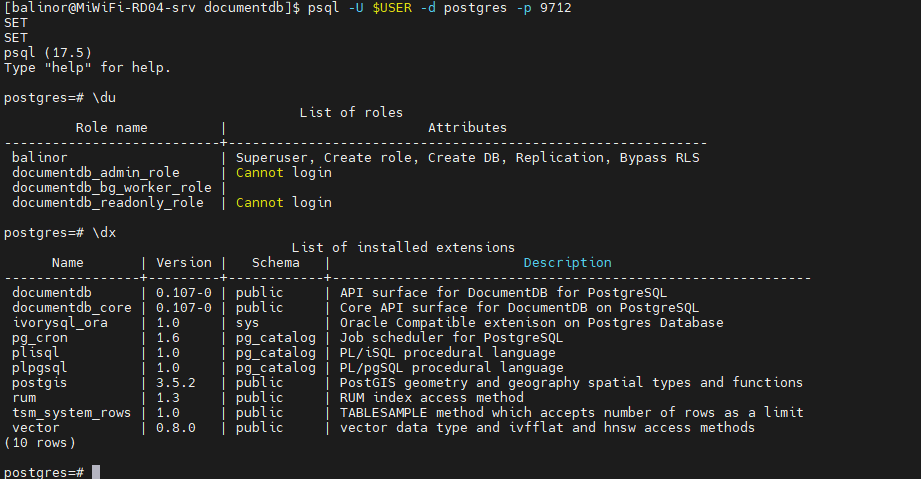 [balinor@MiWiFi-RD04-srv documentdb]$ psql -U $USER -d postgres -p 9712
SET
SET
psql (17.5)
Type "help" for help.

postgres=# \du
                                     List of roles
         Role name         |                         Attributes
---------------------------+------------------------------------------------------------
 balinor                   | Superuser, Create role, Create DB, Replication, Bypass RLS
 documentdb_admin_role     | Cannot login
 documentdb_bg_worker_role |
 documentdb_readonly_role  | Cannot login

postgres=# \dx
                                    List of installed extensions
      Name       | Version |   Schema   |                        Description
-----------------+---------+------------+------------------------------------------------------------
 documentdb      | 0.107-0 | public     | API surface for DocumentDB for PostgreSQL
 documentdb_core | 0.107-0 | public     | Core API surface for DocumentDB on PostgreSQL
 ivorysql_ora    | 1.0     | sys        | Oracle Compatible extenison on Postgres Database
 pg_cron         | 1.6     | pg_catalog | Job scheduler for PostgreSQL
 plisql          | 1.0     | pg_catalog | PL/iSQL procedural language
 plpgsql         | 1.0     | pg_catalog | PL/pgSQL procedural language
 postgis         | 3.5.2   | public     | PostGIS geometry and geography spatial types and functions
 rum             | 1.3     | public     | RUM index access method
 tsm_system_rows | 1.0     | public     | TABLESAMPLE method which accepts number of rows as a limit
 vector          | 0.8.0   | public     | vector data type and ivfflat and hnsw access methods
(10 rows)

postgres=#